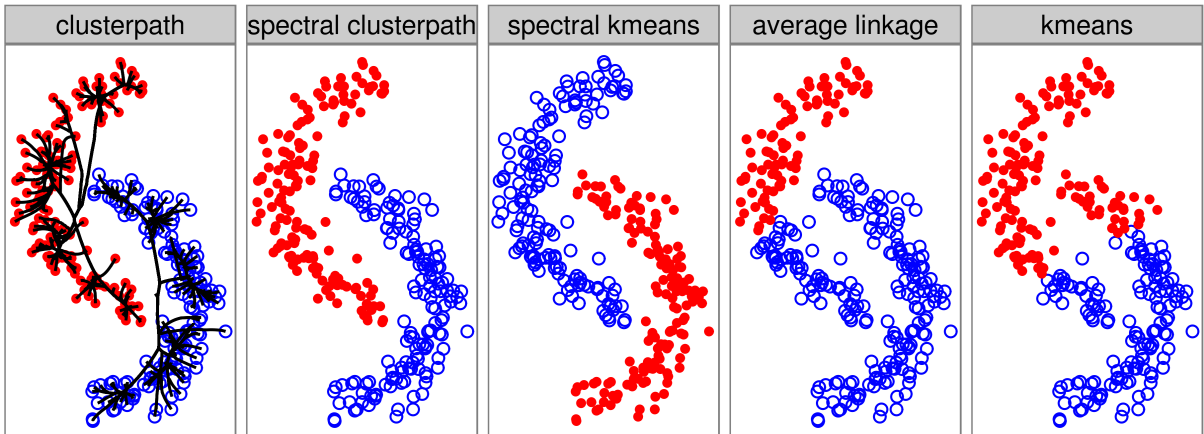 clusterpath
spectral clusterpath
spectral kmeans
average linkage
kmeans